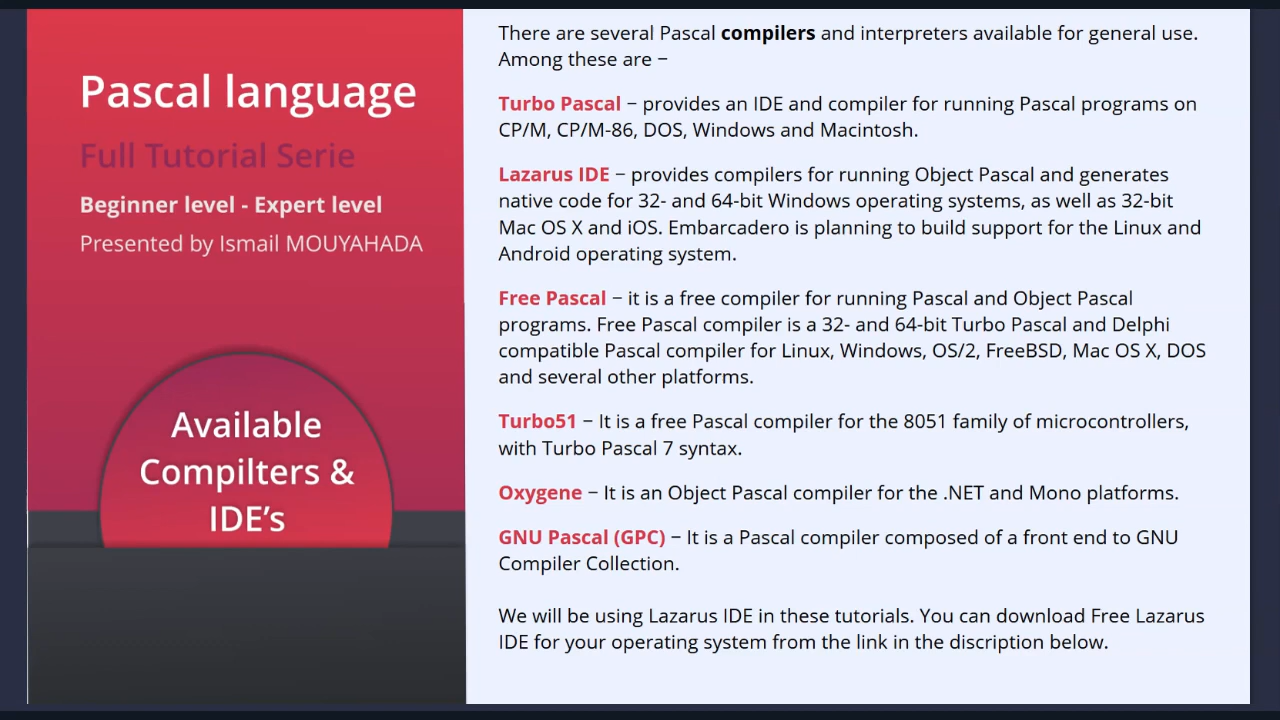 Pascal language
Full Tutorial Serie
Beginner level - Expert level
Presented by Ismail MOUYAHADA
Available
Compilters &
IDE’s
There are several Pascal compilers and interpreters available for general use.
Among these are −
Turbo Pascal − provides an IDE and compiler for running Pascal programs on
CP/M, CP/M-86, DOS, Windows and Macintosh.
Lazarus IDE − provides compilers for running Object Pascal and generates
native code for 32- and 64-bit Windows operating systems, as well as 32-bit
Mac OS X and iOS. Embarcadero is planning to build support for the Linux and
Android operating system.
Free Pascal − it is a free compiler for running Pascal and Object Pascal
programs. Free Pascal compiler is a 32- and 64-bit Turbo Pascal and Delphi
compatible Pascal compiler for Linux, Windows, OS/2, FreeBSD, Mac OS X, DOS
and several other platforms.
Turbo51 − It is a free Pascal compiler for the 8051 family of microcontrollers,
with Turbo Pascal 7 syntax.
Oxygene − It is an Object Pascal compiler for the .NET and Mono platforms.
GNU Pascal (GPC) − It is a Pascal compiler composed of a front end to GNU
Compiler Collection.
We will be using Lazarus IDE in these tutorials. You can download Free Lazarus
IDE for your operating system from the link in the discription below.